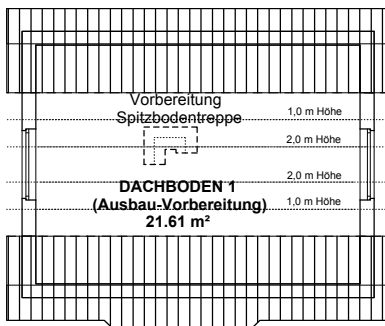 Vorbereitung
Spitzbodentreppe
1,0 m Höhe
2,0 m Höhe
2,0 m Höhe
DACHBODEN 1
(Ausbau-Vorbereitung)
1,0 m Höhe
21.61 m²